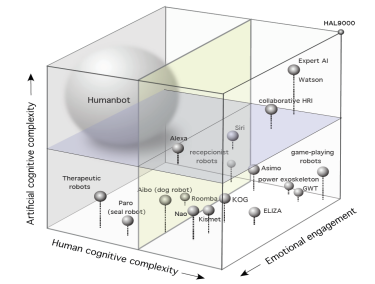 HAL9000
Expert AI
Watson
Humanbot
collaborative HRI
Siri
Alexa
recepcionist
robots
game-playing
robots
Therapeutic
robots
Asimo
power exoskeleton
GWT
Aibo (dog robot)
Roomba
KOG
Paro
(seal robot)
Nao
Kismet
ELIZA
Artificial cognitive complexity
Human cognitive complexity
Emotional engagement